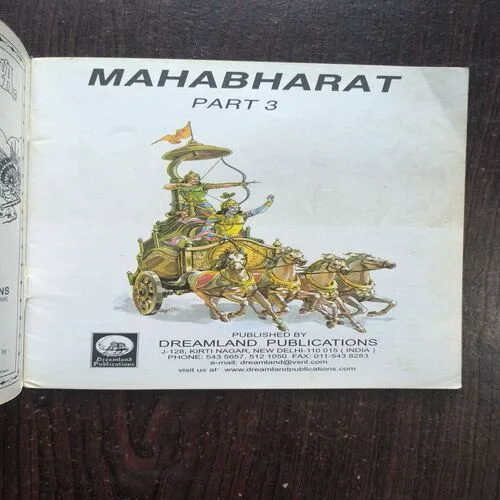 MAHABHARAT
PART 3
PUBLISHED BY
DREAMLAND PUBLICATIONS
J-128, KIRTI NAGAR, NEW DELHI-110 015 ( INDIA )
PHONE: 543 5657, 512 1050 FAX: 011-543 8283
e-mail: dreamland@vsnl.com
visit us at www.dreamlandpublications.com
Dreamland
Publications